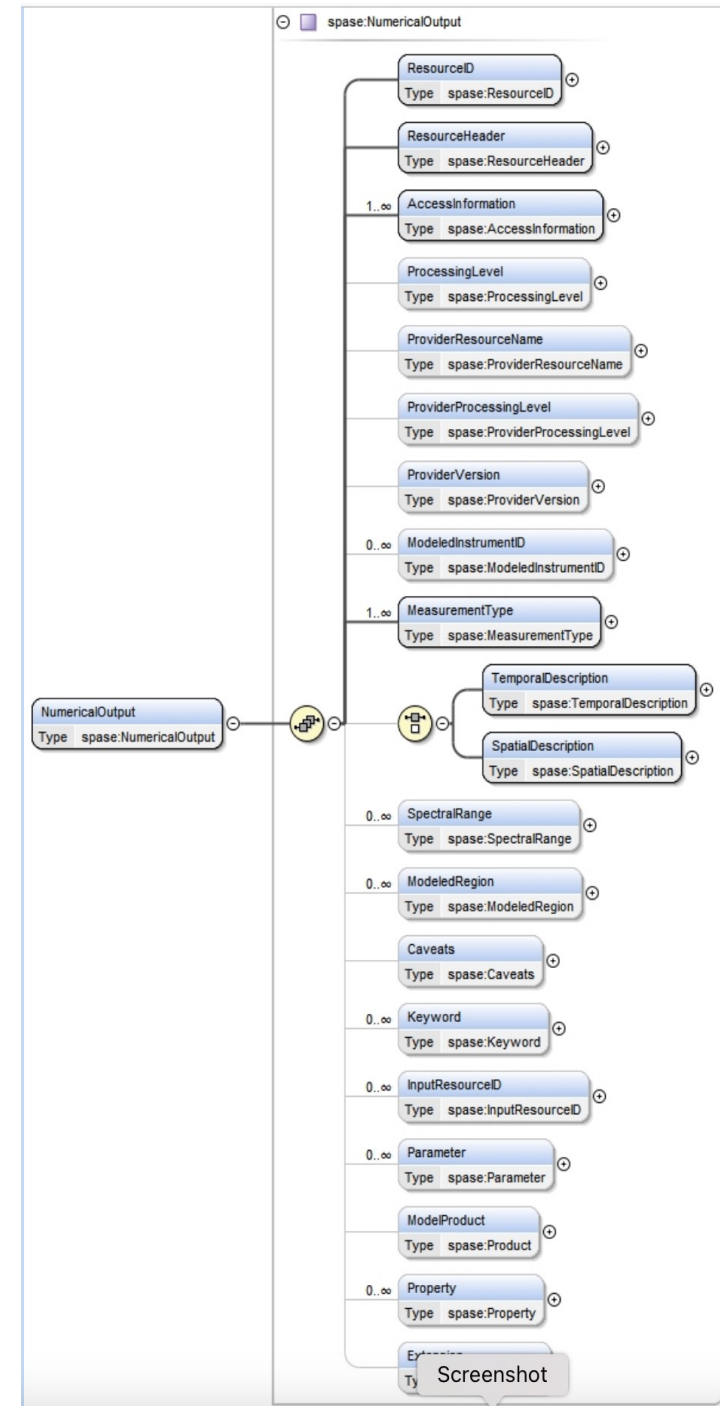 spase:NumericalOutput
ResourceID
Type spase:ResourceID
ResourceHeader
Type spase:ResourceHeader
1..∞
AccessInformation
Type spase:AccessInformation
ProcessingLevel
Type spase:ProcessingLevel
ProviderResourceName
Type spase:ProviderResourceName
ProviderProcessingLevel
Type spase:ProviderProcessingLevel
ProviderVersion
Type spase:ProviderVersion
0..∞
ModeledInstrumentID
Type spase:ModeledInstrumentID
1..∞
MeasurementType
Type spase:MeasurementType
NumericalOutput
Type spase:NumericalOutput
TemporalDescription
Type spase:TemporalDescription
SpatialDescription
Type spase:SpatialDescription
0..∞
SpectralRange
Type spase:SpectralRange
0..∞
ModeledRegion
Type spase:ModeledRegion
Caveats
Type spase:Caveats
0..∞
Keyword
Type spase:Keyword
0..∞
InputResourceID
Type spase:InputResourceID
0..∞
Parameter
Type spase:Parameter
ModelProduct
Type spase:Product
0..∞
Property
Type spase:Property
Screenshot